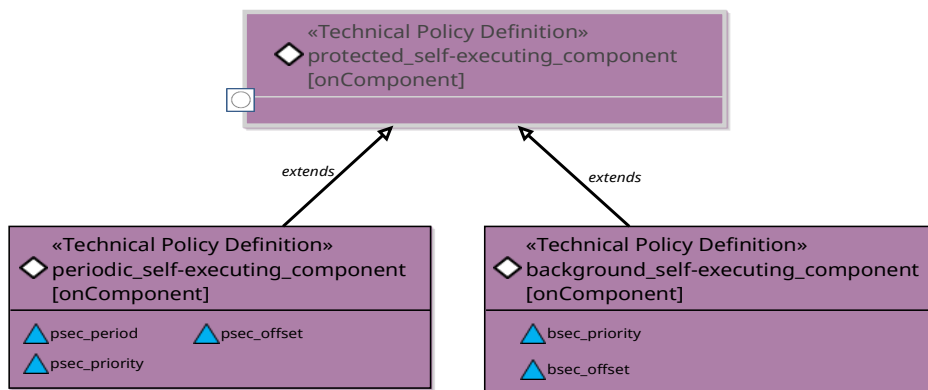 «Technical Policy Definition»
protected_self-executing_component
[onComponent]
extends
extends
«Technical Policy Definition»
periodic_self-executing_component
[onComponent]
psec_period
psec_offset
psec_priority
«Technical Policy Definition»
background_self-executing_component
[onComponent]
bsec_priority
bsec_offset